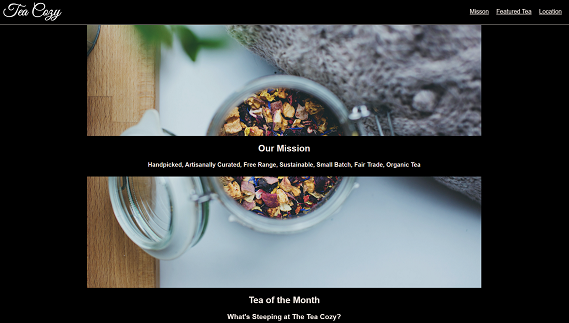 Tea Cozy
Misson Featured Tea Location
Our Mission
Handpicked, Artisanally Curated, Free Range, Sustainable, Small Batch, Fair Trade, Organic Tea
Tea of the Month
What's Steeping at The Tea Cozy?